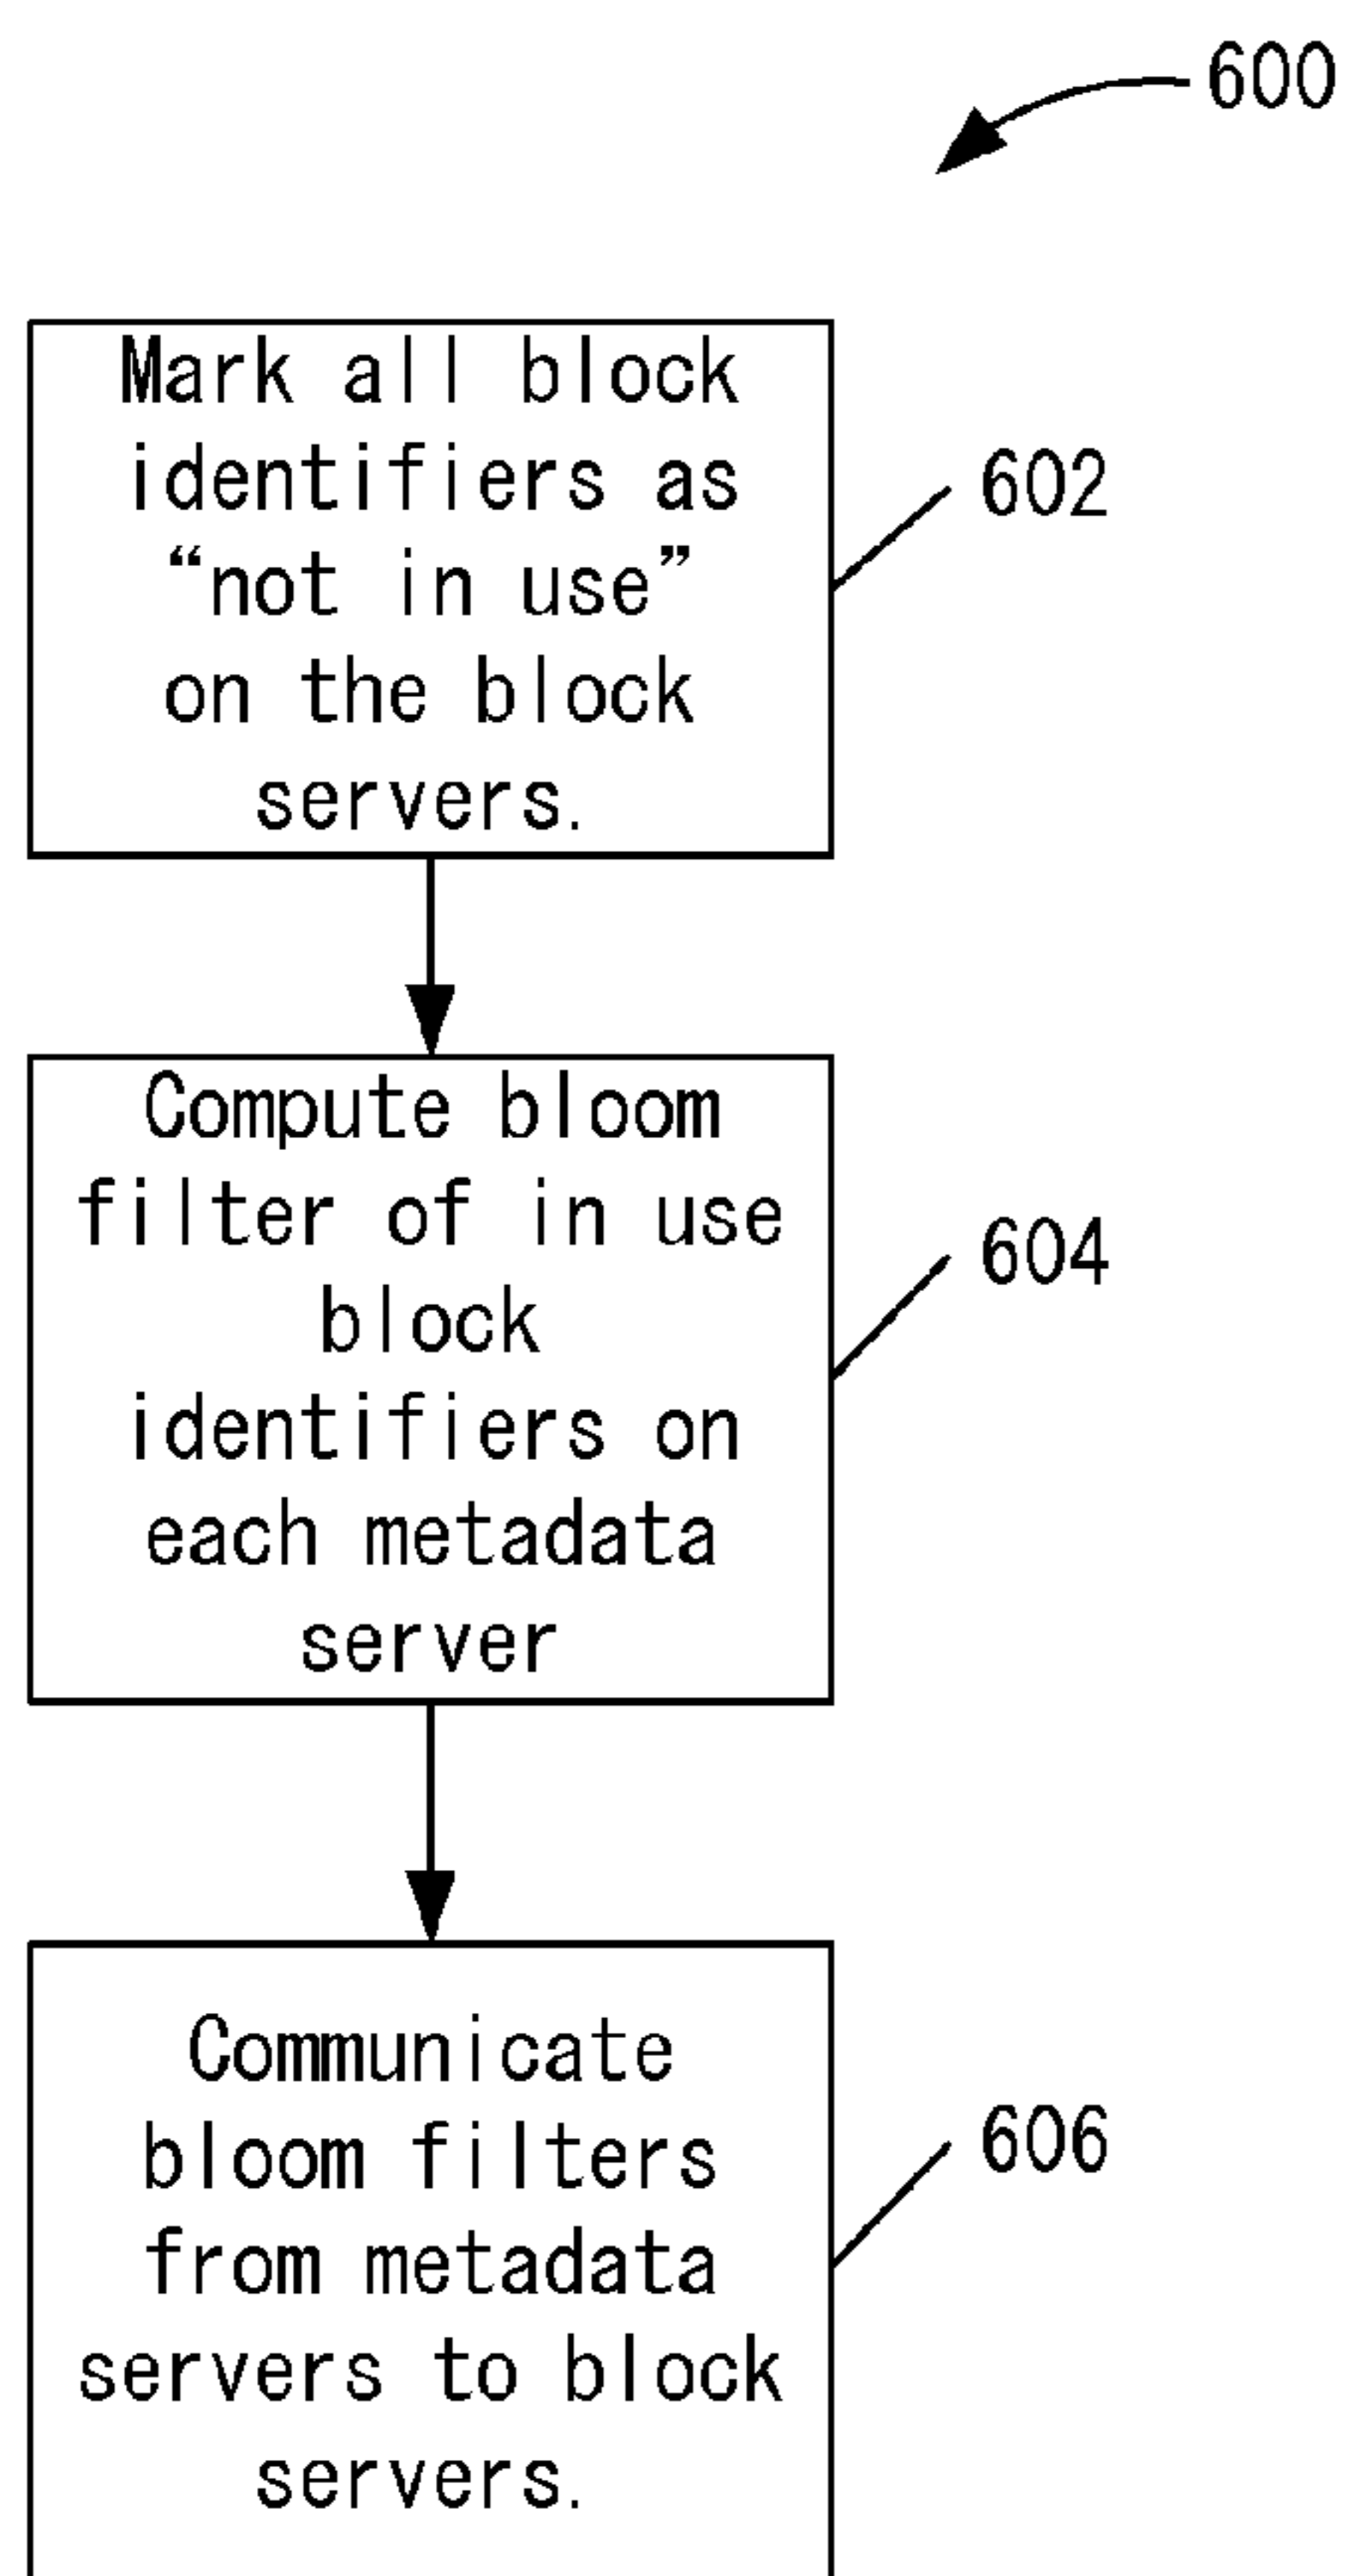 600
Mark all block
identifiers as
“not in use”
on the block
servers.
602
Compute bloom
filter of in use
block
identifiers on
each metadata
server
604
Communicate
bloom filters
from metadata
servers to block
servers.
606